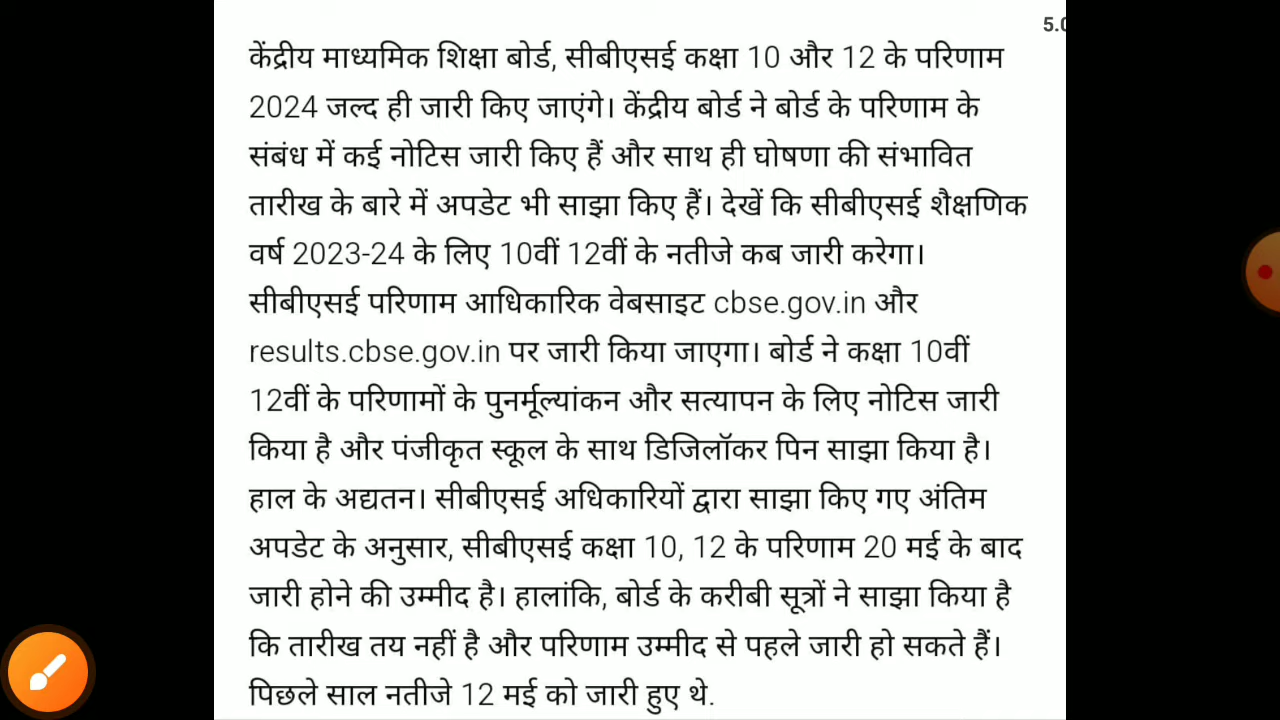 5.0
केंद्रीय माध्यमिक शिक्षा बोर्ड, सीबीएसई कक्षा 10 और 12 के परिणाम
2024 जल्द ही जारी किए जाएंगे। केंद्रीय बोर्ड ने बोर्ड के परिणाम के
संबंध में कई नोटिस जारी किए हैं और साथ ही घोषणा की संभावित
तारीख के बारे में अपडेट भी साझा किए हैं। देखें कि सीबीएसई शैक्षणिक
वर्ष 2023-24 के लिए 10वीं 12वीं के नतीजे कब जारी करेगा।
सीबीएसई परिणाम आधिकारिक वेबसाइट cbse.gov.in और
results.cbse.gov.in पर जारी किया जाएगा। बोर्ड ने कक्षा 10वीं
12वीं के परिणामों के पुनर्मूल्यांकन और सत्यापन के लिए नोटिस जारी
किया है और पंजीकृत स्कूल के साथ डिजिलॉकर पिन साझा किया है।
हाल के अद्यतन। सीबीएसई अधिकारियों द्वारा साझा किए गए अंतिम
अपडेट के अनुसार, सीबीएसई कक्षा 10, 12 के परिणाम 20 मई के बाद
जारी होने की उम्मीद है। हालांकि, बोर्ड के करीबी सूत्रों ने साझा किया है
कि तारीख तय नहीं है और परिणाम उम्मीद से पहले जारी हो सकते हैं।
पिछले साल नतीजे 12 मई को जारी हुए थे.